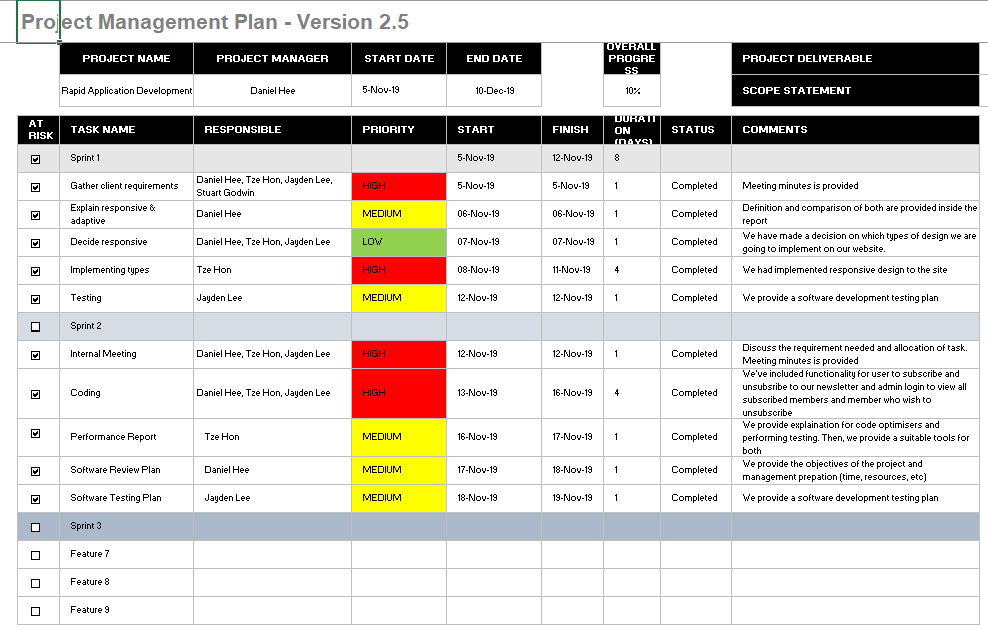 Project Management Plan - Version 2.5
PROJECT NAME PROJECT MANAGER START DATE END DATE OVERALL PROGRESS PROJECT DELIVERABLE
Rapid Application Development Daniel Hee 5-Nov-19 10-Dec-19 10% SCOPE STATEMENT
AT RISK TASK NAME RESPONSIBLE PRIORITY START FINISH DURATION (DAYS) STATUS COMMENTS
Sprint 1 5-Nov-19 12-Nov-19 8
Gather client requirements Daniel Hee, Tze Hon, Jayden Lee, Stuart Godwin HIGH 5-Nov-19 5-Nov-19 1 Completed Meeting minutes is provided
Explain responsive & adaptive Daniel Hee MEDIUM 06-Nov-19 06-Nov-19 1 Completed Definition and comparison of both are provided inside the report
Decide responsive Daniel Hee, Tze Hon, Jayden Lee LOW 07-Nov-19 07-Nov-19 1 Completed We have made a decision on which types of design we are going to implement on our website.
Implementing types Tze Hon HIGH 08-Nov-19 11-Nov-19 4 Completed We had implemented responsive design to the site
Testing Jayden Lee MEDIUM 12-Nov-19 12-Nov-19 1 Completed We provide a software development testing plan
Sprint 2
Internal Meeting Daniel Hee, Tze Hon, Jayden Lee HIGH 12-Nov-19 12-Nov-19 1 Completed Discuss the requirement needed and allocation of task. Meeting minutes is provided
Coding Daniel Hee, Tze Hon, Jayden Lee HIGH 13-Nov-19 16-Nov-19 4 Completed We've included functionality for user to subscribe and unsubsribe to our newsletter and admin login to view all subscribed members and member who wish to unsubscribe
Performance Report Tze Hon MEDIUM 16-Nov-19 17-Nov-19 1 Completed We provide explaination for code optimisers and performing testing. Then, we provide a suitable tools for both
Software Review Plan Daniel Hee MEDIUM 17-Nov-19 18-Nov-19 1 Completed We provide the objectives of the project and management prepation (time, resources, etc)
Software Testing Plan Jayden Lee MEDIUM 18-Nov-19 19-Nov-19 1 Completed We provide a software development testing plan
Sprint 3
Feature 7
Feature 8
Feature 9